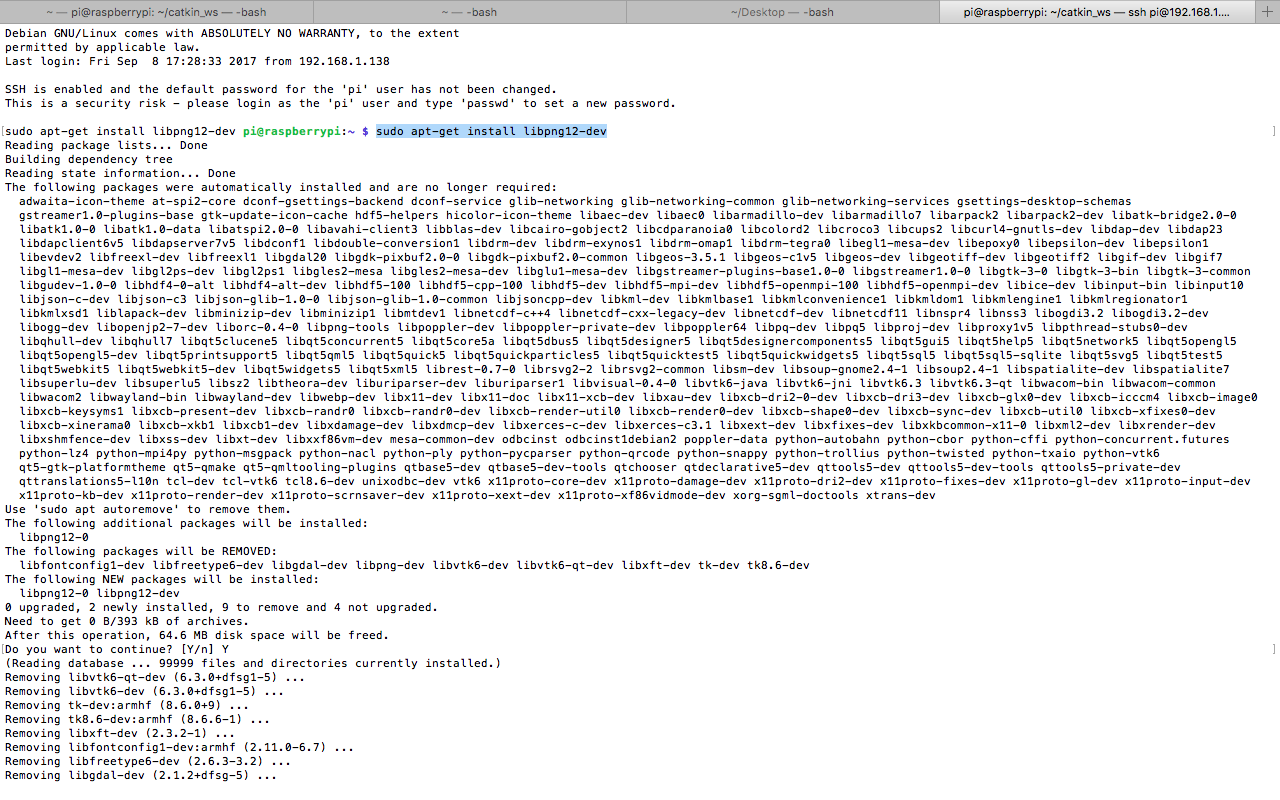 ~ — pi@raspberrypi: ~/catkin_ws — -bash
~ — -bash
~/Desktop — -bash
pi@raspberrypi: ~/catkin_ws — ssh pi@192.168.1....
Debian GNU/Linux comes with ABSOLUTELY NO WARRANTY, to the extent
permitted by applicable law.
Last login: Fri Sep  8 17:28:33 2017 from 192.168.1.138
SSH is enabled and the default password for the 'pi' user has not been changed.
This is a security risk - please login as the 'pi' user and type 'passwd' to set a new password.
[sudo apt-get install libpng12-dev pi@raspberrypi:~ $ sudo apt-get install libpng12-dev ]
Reading package lists... Done
Building dependency tree
Reading state information... Done
The following packages were automatically installed and are no longer required:
adwaita-icon-theme at-spi2-core dconf-gsettings-backend dconf-service glib-networking glib-networking-common glib-networking-services gsettings-desktop-schemas
gstreamer1.0-plugins-base gtk-update-icon-cache hdf5-helpers hicolor-icon-theme libaec-dev libaec0 libarmadillo-dev libarmadillo7 libarpack2 libarpack2-dev libatk-bridge2.0-0
libatk1.0-0 libatk1.0-data libatspi2.0-0 libavahi-client3 libblas-dev libcairo-gobject2 libcdparanoia0 libcolord2 libcroco3 libcups2 libcurl4-gnutls-dev libdap-dev libdap23
libdapclient6v5 libdapserver7v5 libdconf1 libdouble-conversion1 libdrm-dev libdrm-exynos1 libdrm-omap1 libdrm-tegra0 libegl1-mesa-dev libepoxy0 libepsilon-dev libepsilon1
libevdev2 libfreexl-dev libfreexl1 libgdal20 libgdk-pixbuf2.0-0 libgdk-pixbuf2.0-common libgeos-3.5.1 libgeos-c1v5 libgeos-dev libgeotiff-dev libgeotiff2 libgif-dev libgif7
libgl1-mesa-dev libgl2ps-dev libgl2ps1 libgles2-mesa libgles2-mesa-dev libglu1-mesa-dev libgstreamer-plugins-base1.0-0 libgstreamer1.0-0 libgtk-3-0 libgtk-3-bin libgtk-3-common
libgudev-1.0-0 libhdf4-0-alt libhdf4-alt-dev libhdf5-100 libhdf5-cpp-100 libhdf5-dev libhdf5-mpi-dev libhdf5-openmpi-100 libhdf5-openmpi-dev libice-dev libinput-bin libinput10
libjson-c-dev libjson-c3 libjson-glib-1.0-0 libjson-glib-1.0-common libjsoncpp-dev libkml-dev libkmlbase1 libkmlconvenience1 libkmldom1 libkmlengine1 libkmlregionator1
libkmlxsd1 liblapack-dev libminizip-dev libminizip1 libmtdev1 libnetcdf-c++4 libnetcdf-cxx-legacy-dev libnetcdf-dev libnetcdf11 libnspr4 libnss3 libogdi3.2 libogdi3.2-dev
libogg-dev libopenjp2-7-dev liborc-0.4-0 libpng-tools libpoppler-dev libpoppler-private-dev libpoppler64 libpq-dev libpq5 libproj-dev libproxy1v5 libpthread-stubs0-dev
libqhull-dev libqhull7 libqt5clucene5 libqt5concurrent5 libqt5core5a libqt5dbus5 libqt5designer5 libqt5designercomponents5 libqt5gui5 libqt5help5 libqt5network5 libqt5opengl5
libqt5opengl5-dev libqt5printsupport5 libqt5qml5 libqt5quick5 libqt5quickparticles5 libqt5quicktest5 libqt5quickwidgets5 libqt5sql5 libqt5sql5-sqlite libqt5svg5 libqt5test5
libqt5webkit5 libqt5webkit5-dev libqt5widgets5 libqt5xml5 librest-0.7-0 librsvg2-2 librsvg2-common libsm-dev libsoup-gnome2.4-1 libsoup2.4-1 libspatialite-dev libspatialite7
libsuperlu-dev libsuperlu5 libsz2 libtheora-dev liburiparser-dev liburiparser1 libvisual-0.4-0 libvtk6-java libvtk6-jni libvtk6.3 libvtk6.3-qt libwacom-bin libwacom-common
libwacom2 libwayland-bin libwayland-dev libwebp-dev libx11-dev libx11-doc libx11-xcb-dev libxau-dev libxcb-dri2-0-dev libxcb-dri3-dev libxcb-glx0-dev libxcb-icccm4 libxcb-image0
libxcb-keysyms1 libxcb-present-dev libxcb-randr0 libxcb-randr0-dev libxcb-render-util0 libxcb-render0-dev libxcb-shape0-dev libxcb-sync-dev libxcb-util0 libxcb-xfixes0-dev
libxcb-xinerama0 libxcb-xkb1 libxcb1-dev libxdamage-dev libxdmcp-dev libxerces-c-dev libxerces-c3.1 libxext-dev libxfixes-dev libxkbcommon-x11-0 libxml2-dev libxrender-dev
libxshmfence-dev libxss-dev libxt-dev libxxf86vm-dev mesa-common-dev odbcinst odbcinst1debian2 poppler-data python-autobahn python-cbor python-cffi python-concurrent.futures
python-lz4 python-mpi4py python-msgpack python-nacl python-ply python-pycparser python-qrcode python-snappy python-trollius python-twisted python-txaio python-vtk6
qt5-gtk-platformtheme qt5-qmake qt5-qmltooling-plugins qtbase5-dev qtbase5-dev-tools qtchooser qtdeclarative5-dev qttools5-dev qttools5-dev-tools qttools5-private-dev
qttranslations5-l10n tcl-dev tcl-vtk6 tcl8.6-dev unixodbc-dev vtk6 x11proto-core-dev x11proto-damage-dev x11proto-dri2-dev x11proto-fixes-dev x11proto-gl-dev x11proto-input-dev
x11proto-kb-dev x11proto-render-dev x11proto-scrnsaver-dev x11proto-xext-dev x11proto-xf86vidmode-dev xorg-sgml-doctools xtrans-dev
Use 'sudo apt autoremove' to remove them.
The following additional packages will be installed:
libpng12-0
The following packages will be REMOVED:
libfontconfig1-dev libfreetype6-dev libgdal-dev libpng-dev libvtk6-dev libvtk6-qt-dev libxft-dev tk-dev tk8.6-dev
The following NEW packages will be installed:
libpng12-0 libpng12-dev
0 upgraded, 2 newly installed, 9 to remove and 4 not upgraded.
Need to get 0 B/393 kB of archives.
After this operation, 64.6 MB disk space will be freed.
[Do you want to continue? [Y/n] Y ]
(Reading database ... 99999 files and directories currently installed.)
Removing libvtk6-qt-dev (6.3.0+dfsg1-5) ...
Removing libvtk6-dev (6.3.0+dfsg1-5) ...
Removing tk-dev:armhf (8.6.0+9) ...
Removing tk8.6-dev:armhf (8.6.6-1) ...
Removing libxft-dev (2.3.2-1) ...
Removing libfontconfig1-dev:armhf (2.11.0-6.7) ...
Removing libfreetype6-dev (2.6.3-3.2) ...
Removing libgdal-dev (2.1.2+dfsg-5) ...